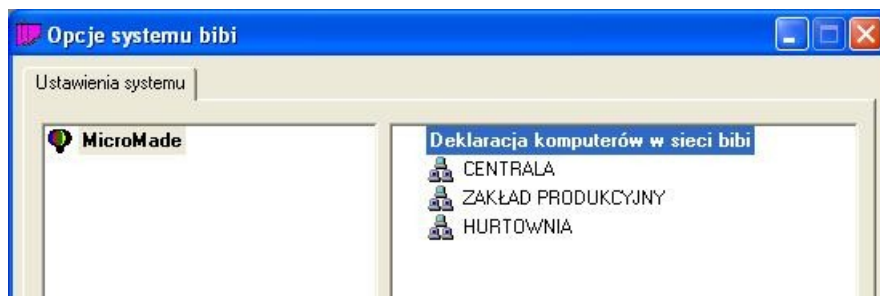 Opcje systemu bibi
Ustawienia systemu
MicroMade
Deklaracja komputerów w sieci bibi
CENTRALA
ZAKŁAD PRODUKCYJNY
HURTOWNIA